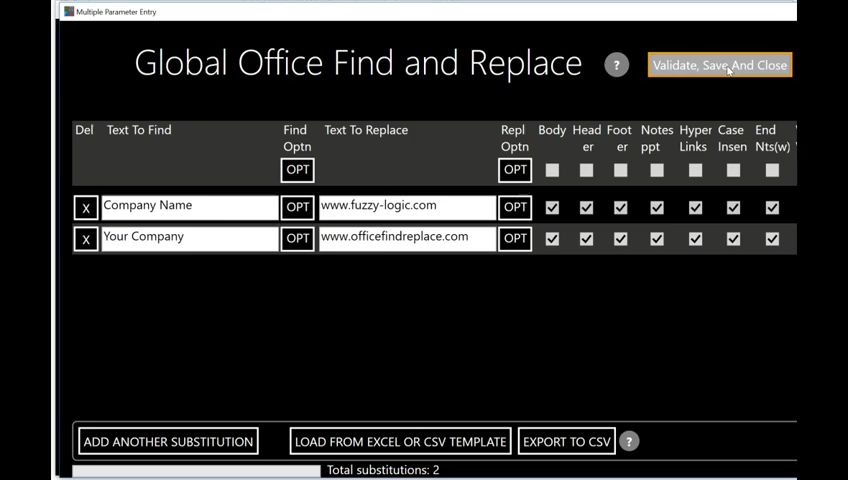 Multiple Parameter Entry
Global Office Find and Replace ? Validate, Save And Close
Del Text To Find Find Optn Text To Replace Repl Optn Body Head er Foot er Notes ppt Hyper Links Case Insen End Nts(w)
OPT OPT
X Company Name OPT www.fuzzy-logic.com OPT
X Your Company OPT www.officefindreplace.com OPT
ADD ANOTHER SUBSTITUTION LOAD FROM EXCEL OR CSV TEMPLATE EXPORT TO CSV ?
Total substitutions: 2